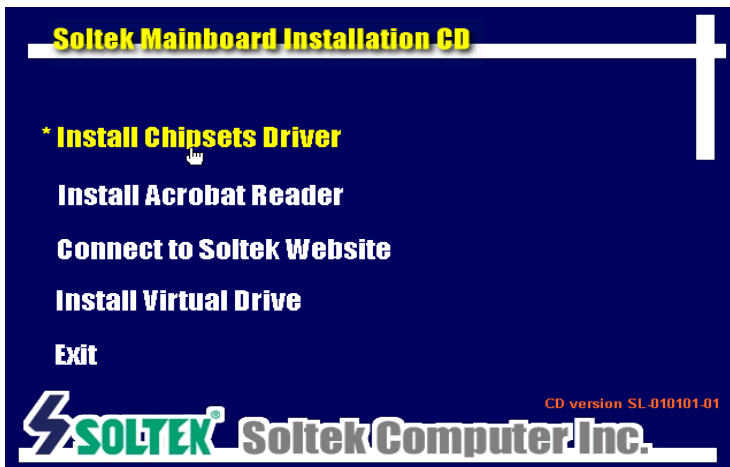 Soltek Mainboard Installation CD
* Install Chipsets Driver
Install Acrobat Reader
Connect to Soltek Website
Install Virtual Drive
Exit
CD version SL-010101-01
SOLTEK® Soltek Computer Inc.